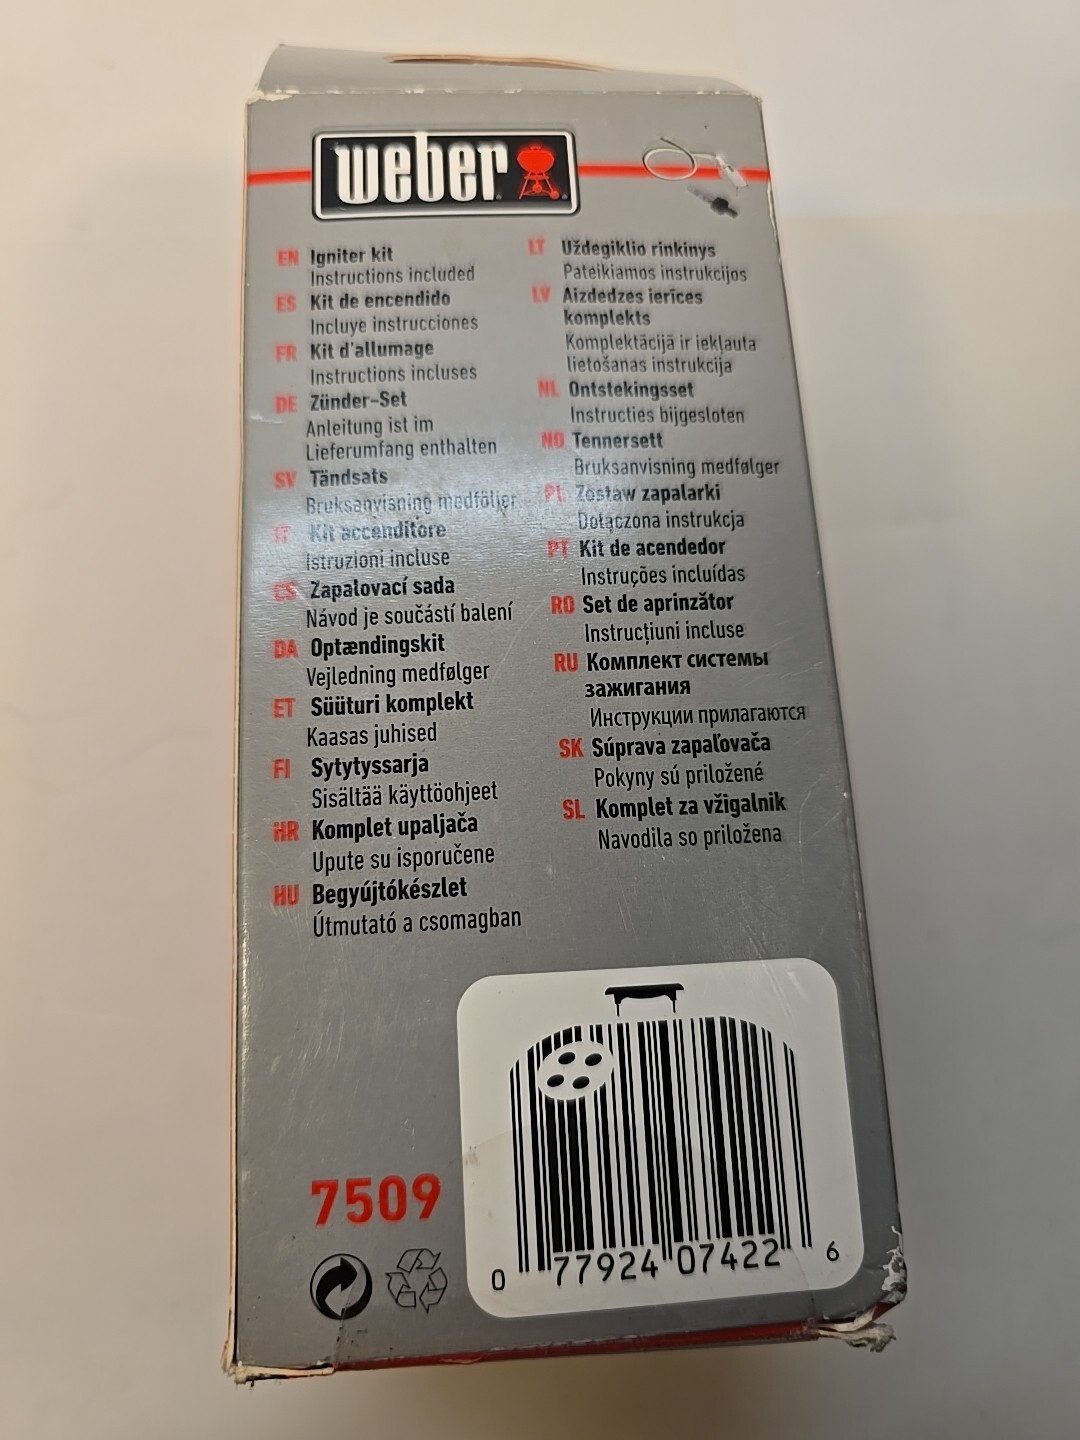 weber
EN Igniter kit
Instructions included
ES Kit de encendido
Incluye instrucciones
FR Kit d'allumage
Instructions incluses
DE Zünder-Set
Anleitung ist im
Lieferumfang enthalten
SV Tändsats
Bruksanvisning medföljer
IT Kit accenditore
Istruzioni incluse
CS Zapalovací sada
Návod je součástí balení
DA Optændingskit
Vejledning medfølger
ET Süüturi komplekt
Kaasas juhised
FI Sytytyssarja
Sisältää käyttöohjeet
HR Komplet upaljača
Upute su isporučene
HU Begyújtókészlet
Útmutató a csomagban
LT Uždegiklio rinkinys
Pateikiamos instrukcijos
LV Aizdedzes ierīces
komplekts
Komplektācijā ir iekļauta
lietošanas instrukcija
NL Ontstekingsset
Instructies bijgesloten
NO Tennersett
Bruksanvisning medfølger
PL Zestaw zapalarki
Dołączona instrukcja
PT Kit de acendedor
Instruções incluídas
RO Set de aprinzător
Instrucțiuni incluse
RU Комплект системы
зажигания
Инструкции прилагаются
SK Súprava zapaľovača
Pokyny sú priložené
SL Komplet za vžigalnik
Navodila so priložena
7509
0 77924 07422 6